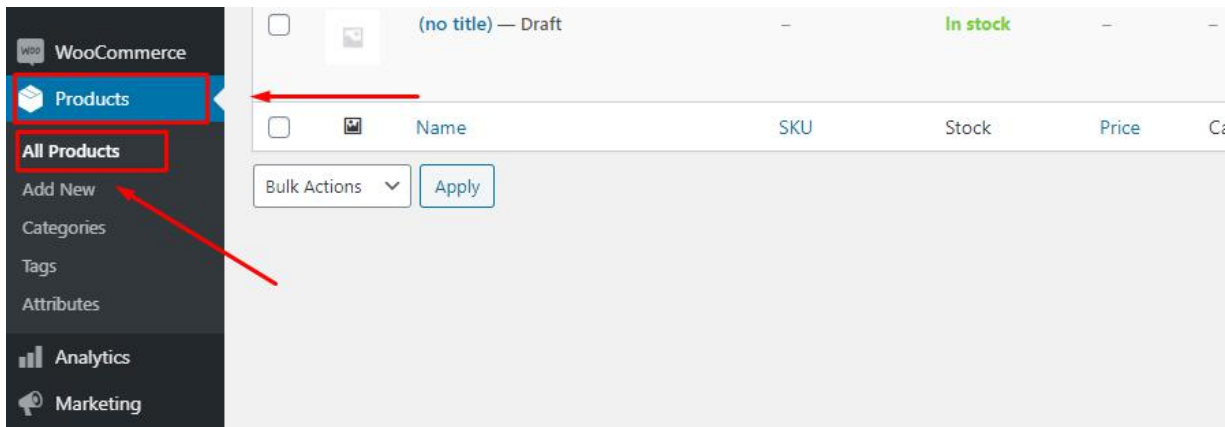 (no title) — Draft – In stock – –
WOO WooCommerce
Products
Name SKU Stock Price Ca
All Products
Add New
Bulk Actions Apply
Categories
Tags
Attributes
Analytics
Marketing